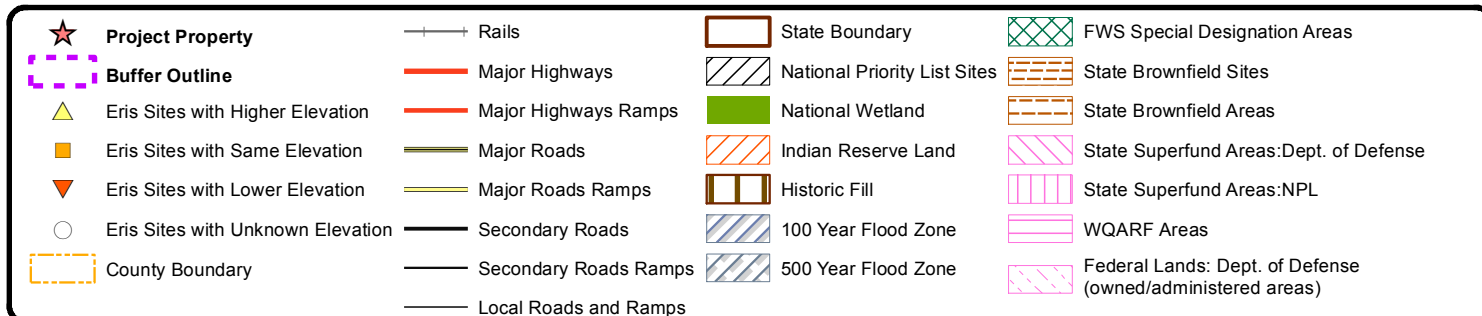 Project Property
Buffer Outline
Eris Sites with Higher Elevation
Eris Sites with Same Elevation
Eris Sites with Lower Elevation
Eris Sites with Unknown Elevation
County Boundary
Rails
Major Highways
Major Highways Ramps
Major Roads
Major Roads Ramps
Secondary Roads
Secondary Roads Ramps
Local Roads and Ramps
State Boundary
National Priority List Sites
National Wetland
Indian Reserve Land
Historic Fill
100 Year Flood Zone
500 Year Flood Zone
FWS Special Designation Areas
State Brownfield Sites
State Brownfield Areas
State Superfund Areas:Dept. of Defense
State Superfund Areas:NPL
WQARF Areas
Federal Lands: Dept. of Defense
(owned/administered areas)